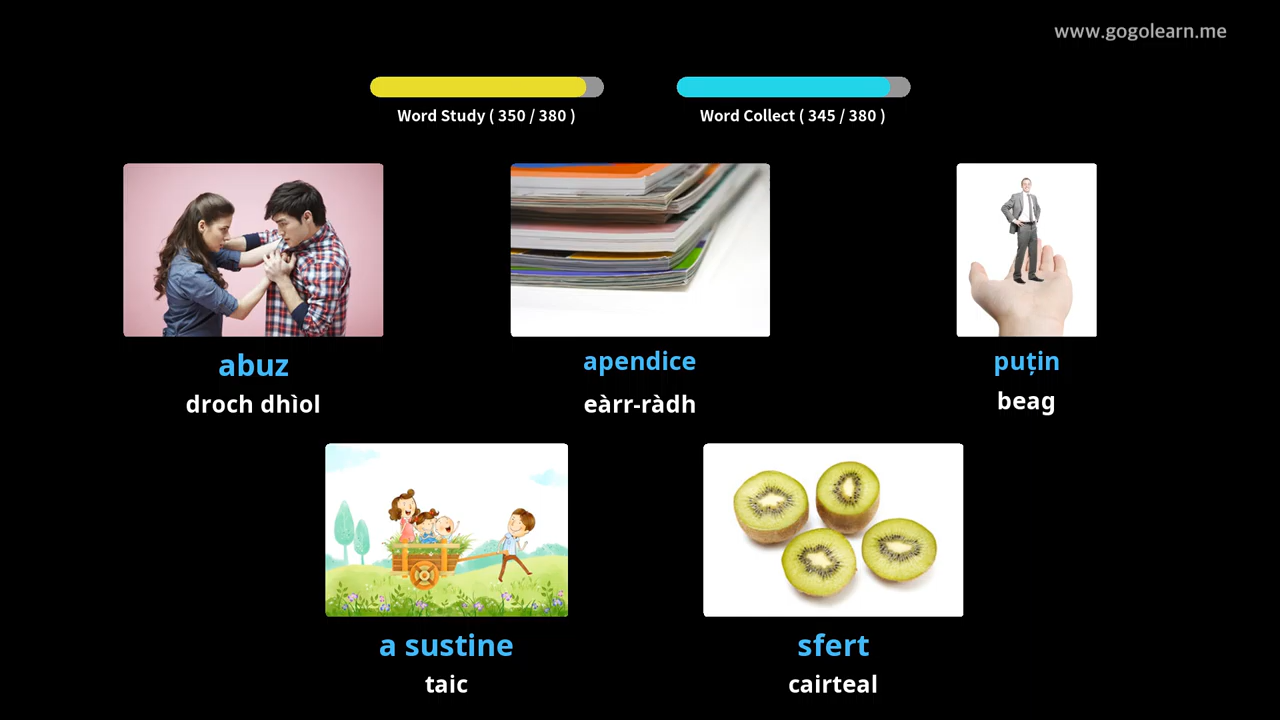 www.gogolearn.me
Word Study ( 350 / 380 )
Word Collect ( 345 / 380 )
abuz
droch dhìol
apendice
eàrr-ràdh
puțin
beag
a sustine
taic
sfert
cairteal